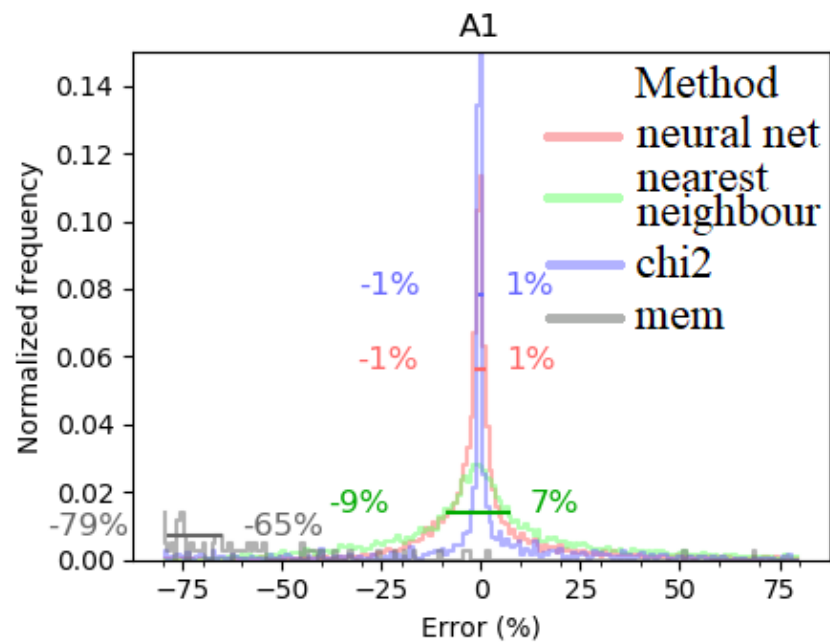 A1
Normalized frequency
0.14
0.12
0.10
0.08
0.06
0.04
0.02
0.00
Method
neural net
nearest
neighbour
chi2
mem
-1% 1%
-1% 1%
-9% 7%
-79% -65%
−75 −50 −25 0 25 50 75
Error (%)